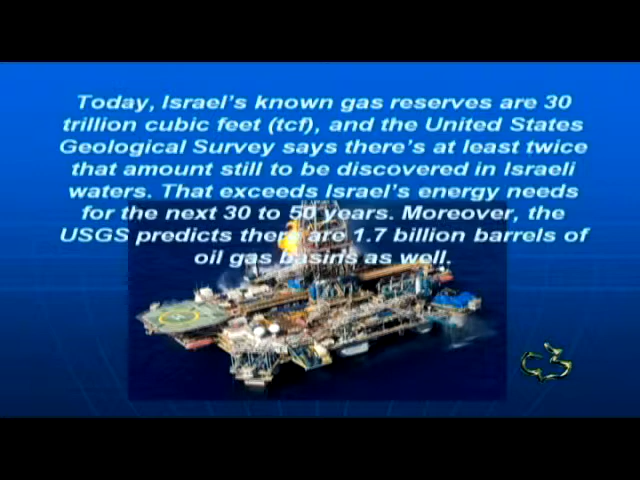 Today, Israel's known gas reserves are 30
trillion cubic feet (tcf), and the United States
Geological Survey says there's at least twice
that amount still to be discovered in Israeli
waters. That exceeds Israel's energy needs
for the next 30 to 50 years. Moreover, the
USGS predicts there are 1.7 billion barrels of
oil gas basins as well.